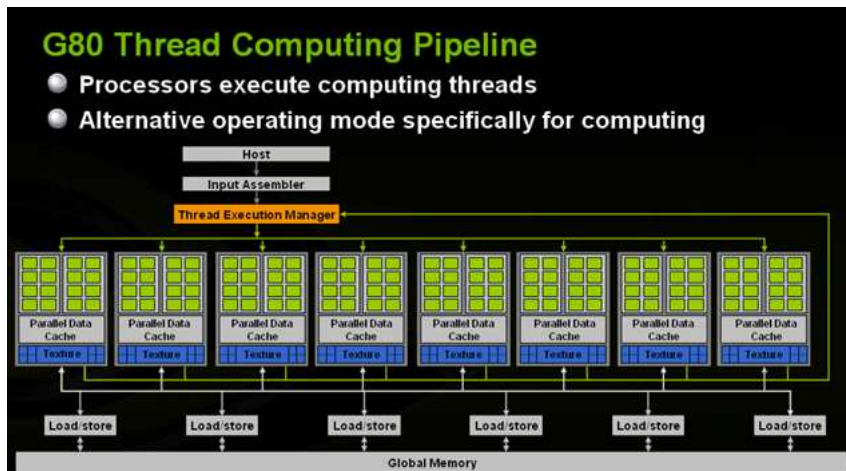 G80 Thread Computing Pipeline
Processors execute computing threads
Alternative operating mode specifically for computing
Host
Input Assembler
Thread Execution Manager
Parallel Data Cache
Parallel Data Cache
Parallel Data Cache
Parallel Data Cache
Parallel Data Cache
Parallel Data Cache
Parallel Data Cache
Parallel Data Cache
Texture
Texture
Texture
Texture
Texture
Texture
Texture
Texture
Load/store
Load/store
Load/store
Load/store
Load/store
Load/store
Global Memory